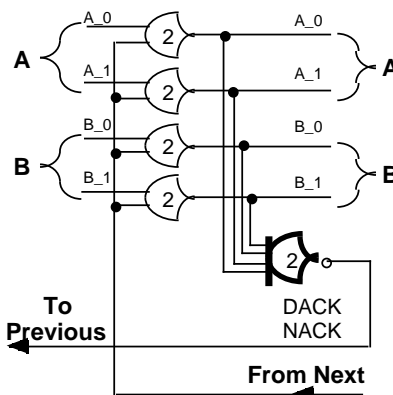 A_0
2
A_0
A
A_1
2
A_1
A
B_0
2
B_0
B
B_1
2
B_1
B
2
To
Previous
DACK
NACK
From Next